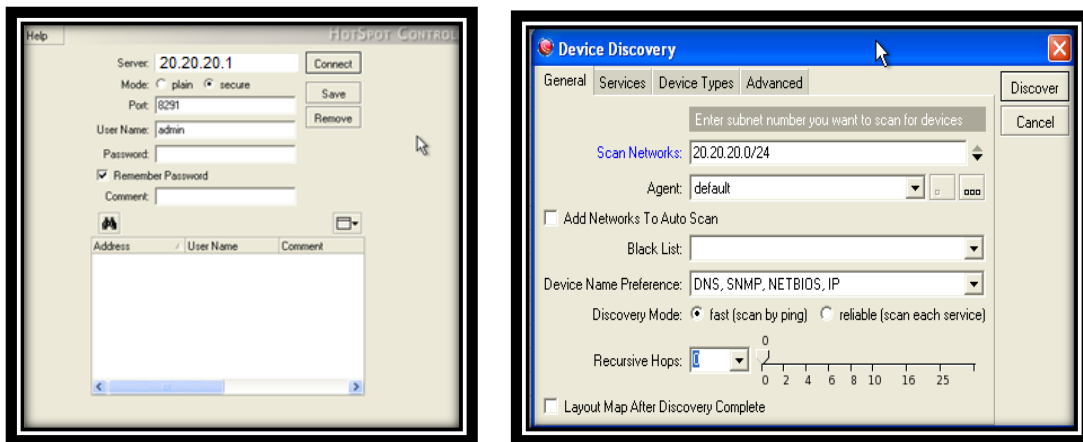 Help
HOTSPOT CONTROL
Server: 20.20.20.1 Connect
Mode: plain secure
Save
Port: 8291
Remove
User Name: admin
Password:
Remember Password
Comment:
Address User Name Comment
Device Discovery
General Services Device Types Advanced
Discover
Enter subnet number you want to scan for devices
Cancel
Scan Networks: 20.20.20.0/24
Agent: default
Add Networks To Auto Scan
Black List:
Device Name Preference: DNS, SNMP, NETBIOS, IP
Discovery Mode: fast (scan by ping) reliable (scan each service)
0
Recursive Hops: 0
0 2 4 6 8 10 16 25
Layout Map After Discovery Complete